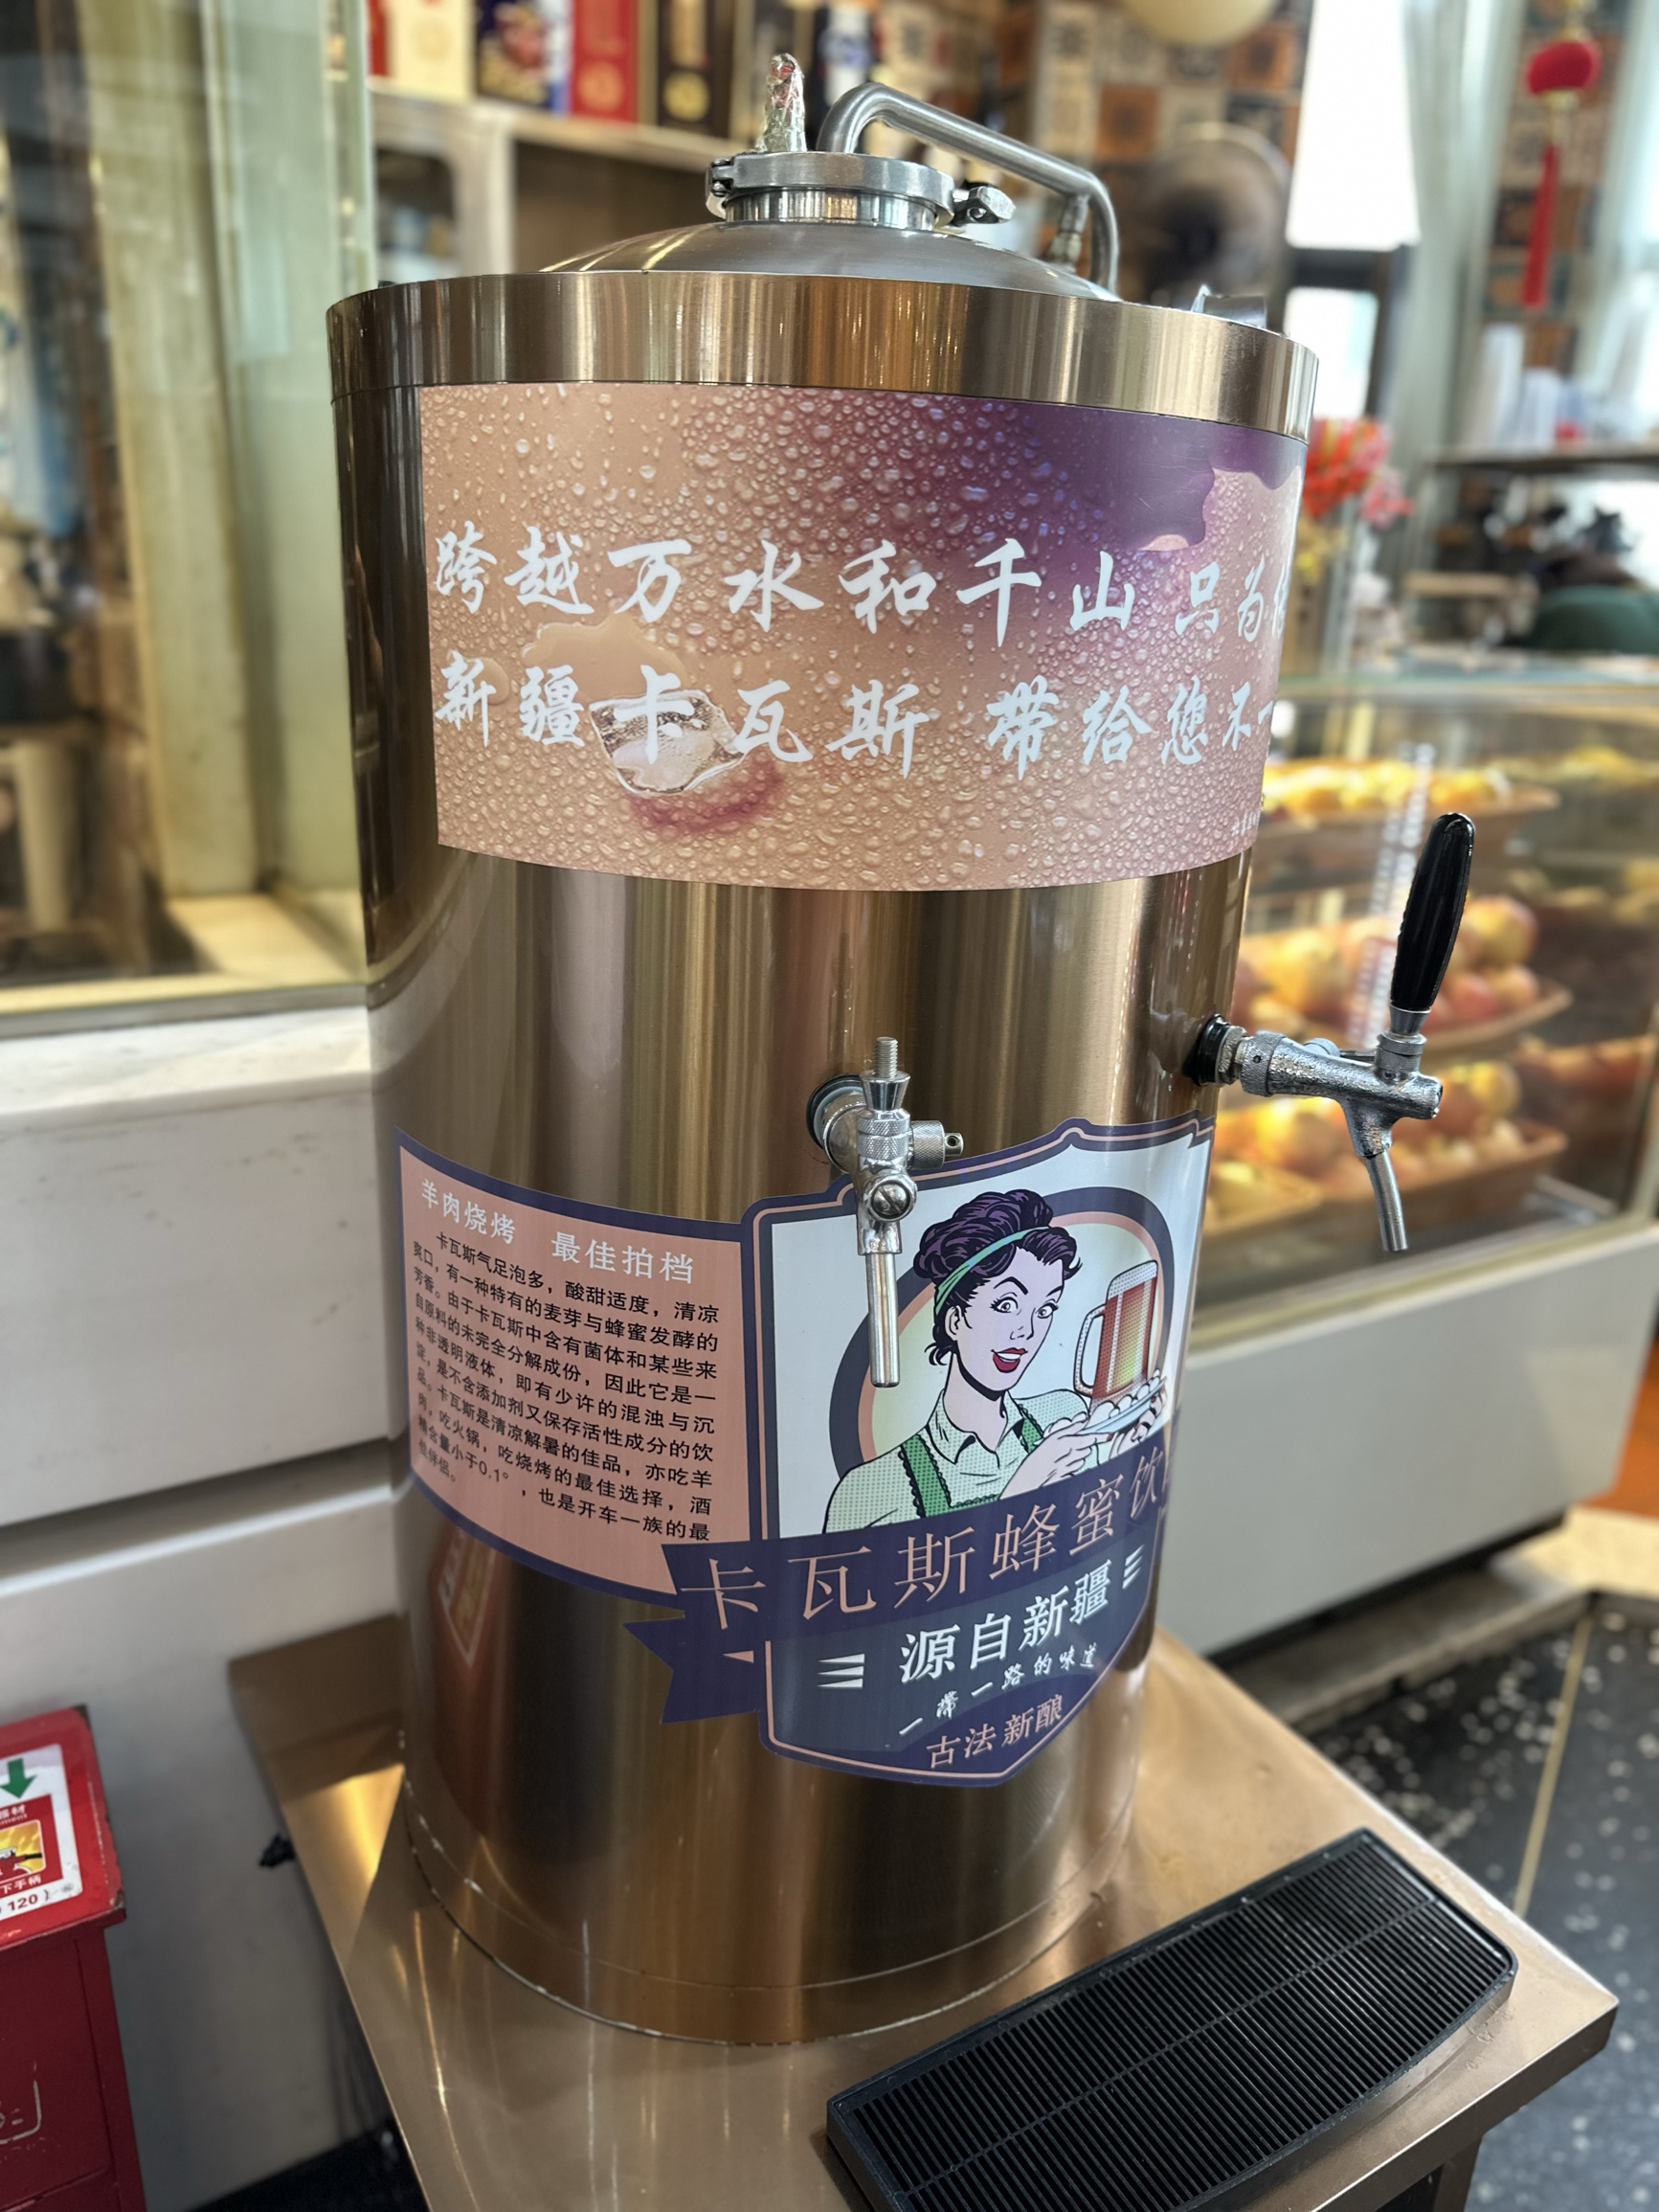 跨越万水和千山 只为
新疆卡瓦斯 带给您不一
羊肉烧烤 最佳拍档
卡瓦斯气足泡多，酸甜适度，清凉
爽口，有一种特有的麦芽与蜂蜜发酵的
芳香。由于卡瓦斯中含有菌体和某些来
自原料的未完全分解成份，因此它是一
种非透明液体，即有少许的混浊与沉
淀，是不含添加剂又保存活性成分的饮
品。卡瓦斯是清凉解暑的佳品，亦吃羊
肉，吃火锅，吃烧烤的最佳选择，酒
精含量小于0.1°，也是开车一族的最
佳伴侣。
卡瓦斯蜂蜜饮
源自新疆
一带一路的味道
古法新酿
器材
下手柄
120）